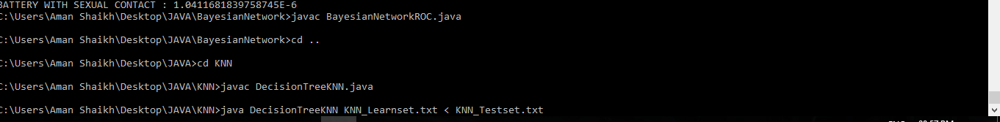 BATTERY WITH SEXUAL CONTACT : 1.0411681839758745E-6
C:\Users\Aman Shaikh\Desktop\JAVA\BayesianNetwork>javac BayesianNetworkROC.java
C:\Users\Aman Shaikh\Desktop\JAVA\BayesianNetwork>cd ..
C:\Users\Aman Shaikh\Desktop\JAVA>cd KNN
C:\Users\Aman Shaikh\Desktop\JAVA\KNN>javac DecisionTreeKNN.java
C:\Users\Aman Shaikh\Desktop\JAVA\KNN>java DecisionTreeKNN KNN_Learnset.txt < KNN_Testset.txt